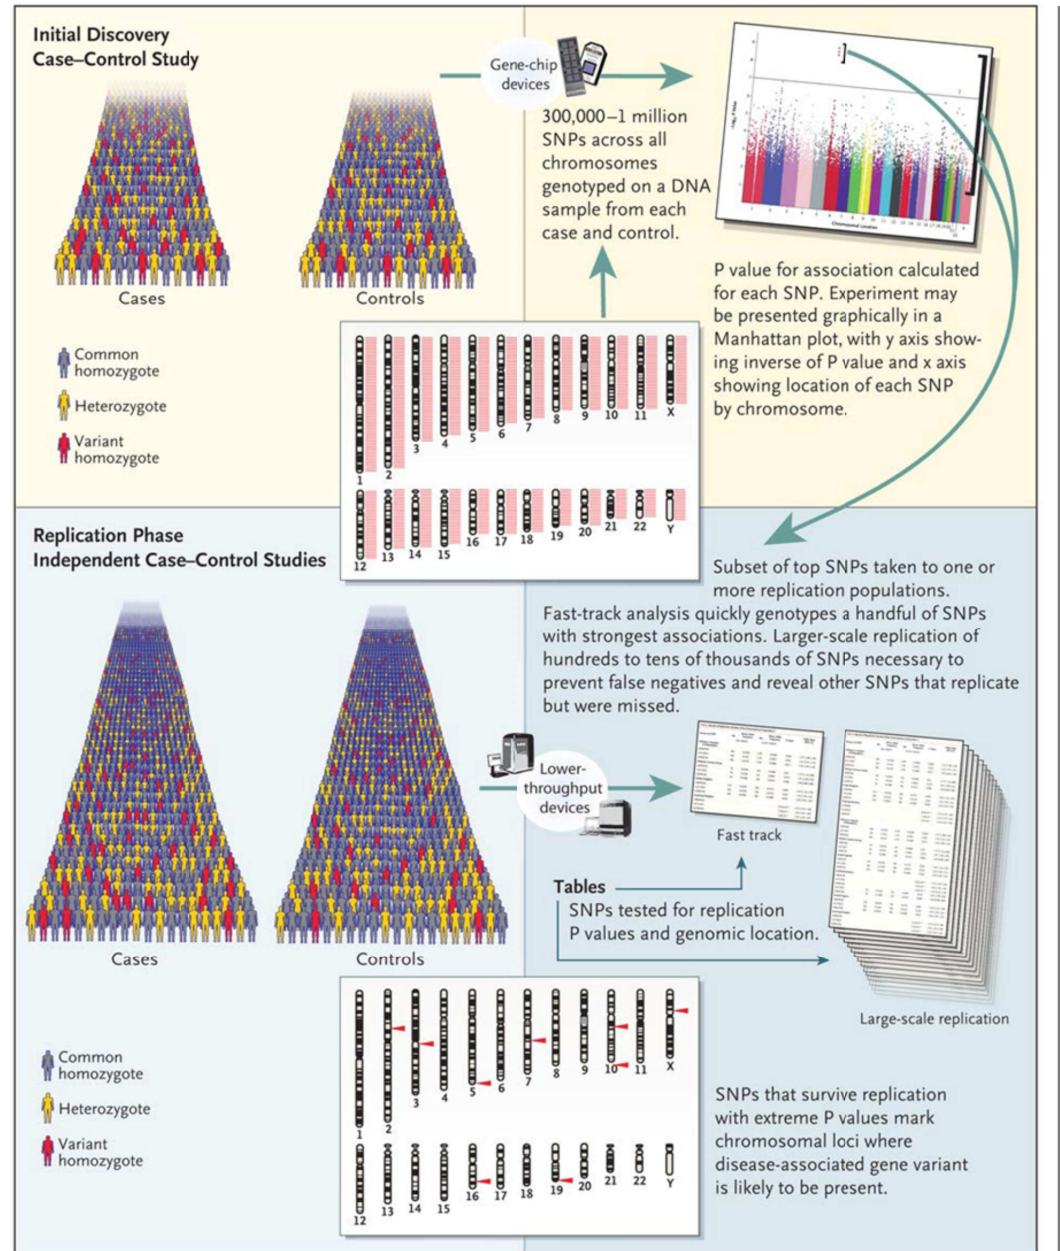 Initial Discovery
Case–Control Study
Gene-chip
devices
300,000–1 million
SNPs across all
chromosomes
genotyped on a DNA
sample from each
case and control.
Chromosomal Location
P value for association calculated
for each SNP. Experiment may
be presented graphically in a
Manhattan plot, with y axis show-
ing inverse of P value and x axis
showing location of each SNP
by chromosome.
Cases
Controls
Common
homozygote
Heterozygote
Variant
homozygote
1 2 3 4 5 6 7 8 9 10 11 X
12 13 14 15 16 17 18 19 20 21 22 Y
Replication Phase
Independent Case–Control Studies
Subset of top SNPs taken to one or
more replication populations.
Fast-track analysis quickly genotypes a handful of SNPs
with strongest associations. Larger-scale replication of
hundreds to tens of thousands of SNPs necessary to
prevent false negatives and reveal other SNPs that replicate
but were missed.
Lower-
throughput
devices
Fast track
Tables
SNPs tested for replication
P values and genomic location.
Large-scale replication
Cases
Controls
Common
homozygote
Heterozygote
Variant
homozygote
1 2 3 4 5 6 7 8 9 10 11 X
12 13 14 15 16 17 18 19 20 21 22 Y
SNPs that survive replication
with extreme P values mark
chromosomal loci where
disease-associated gene variant
is likely to be present.